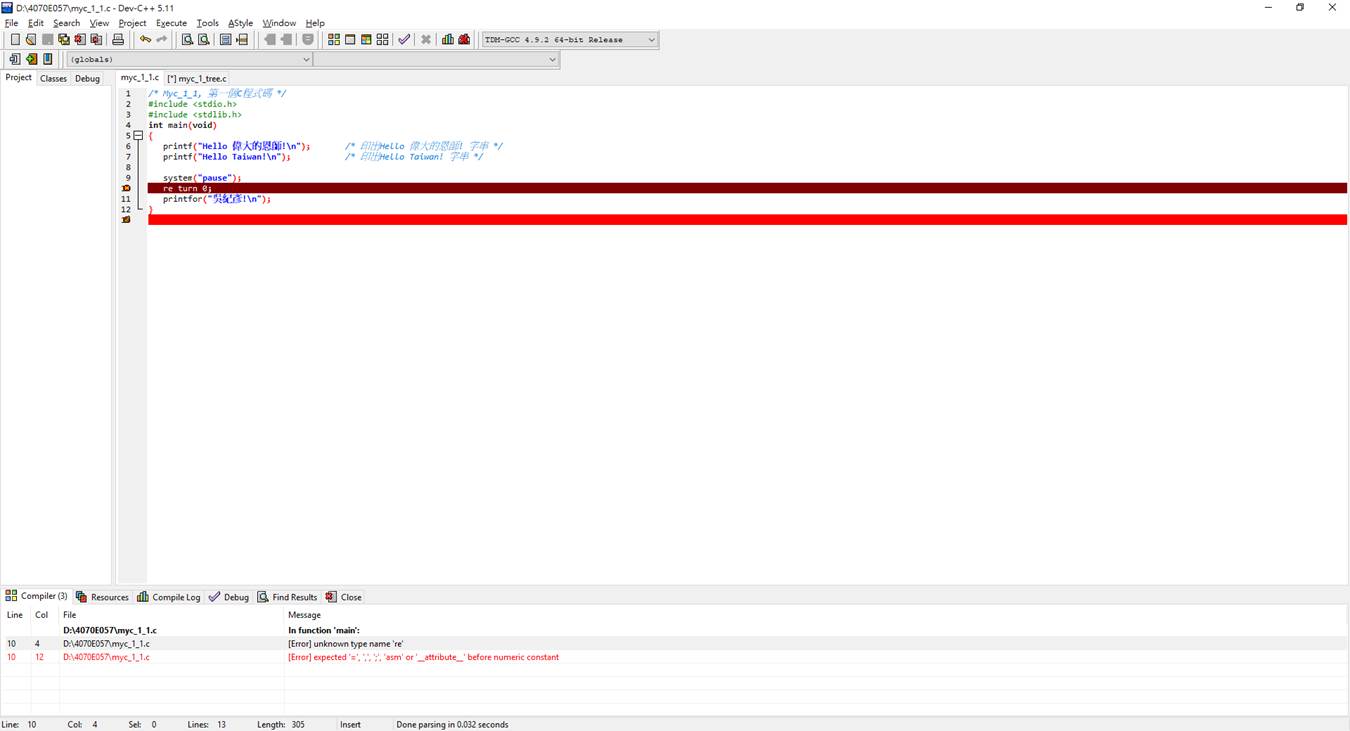 D:\4070E057\myc_1_1.c - Dev-C++ 5.11
File Edit Search View Project Execute Tools AStyle Window Help
TDM-GCC 4.9.2 64-bit Release
(globals)
Project Classes Debug myc_1_1.c [*] myc_1_tree.c
1 /* Myc_1_1, 第一個C程式碼 */
2 #include <stdio.h>
3 #include <stdlib.h>
4 int main(void)
5 {
6 printf("Hello 偉大的恩師!\n"); /* 印出Hello 偉大的恩師! 字串 */
7 printf("Hello Taiwan!\n"); /* 印出Hello Taiwan! 字串 */
8
9 system("pause");
re turn 0;
11 printfor("吳紀彥!\n");
12 }
Compiler (3) Resources Compile Log Debug Find Results Close
Line Col File Message
D:\4070E057\myc_1_1.c In function 'main':
10 4 D:\4070E057\myc_1_1.c [Error] unknown type name 're'
10 12 D:\4070E057\myc_1_1.c [Error] expected '=', ',', ';', 'asm' or '__attribute__' before numeric constant
Line: 10 Col: 4 Sel: 0 Lines: 13 Length: 305 Insert Done parsing in 0.032 seconds